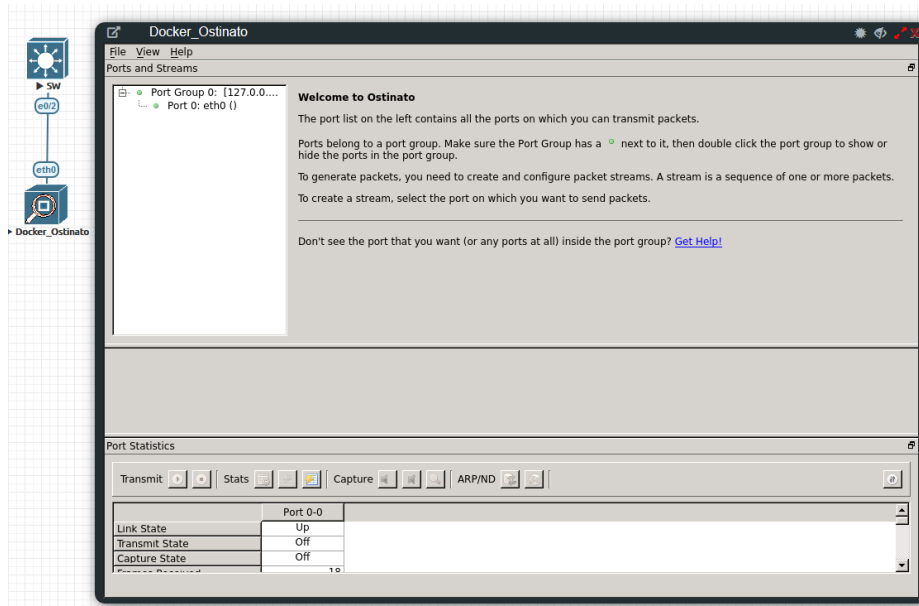 Docker_Ostinato
File View Help
Ports and Streams
SW
e0/2
eth0
Docker_Ostinato
Port Group 0: [127.0.0....
Port 0: eth0 ()
Welcome to Ostinato
The port list on the left contains all the ports on which you can transmit packets.
Ports belong to a port group. Make sure the Port Group has a next to it, then double click the port group to show or
hide the ports in the port group.
To generate packets, you need to create and configure packet streams. A stream is a sequence of one or more packets.
To create a stream, select the port on which you want to send packets.
Don't see the port that you want (or any ports at all) inside the port group? Get Help!
Port Statistics
Transmit Stats Capture ARP/ND
Port 0-0
Link State Up
Transmit State Off
Capture State Off
Frames Received 18